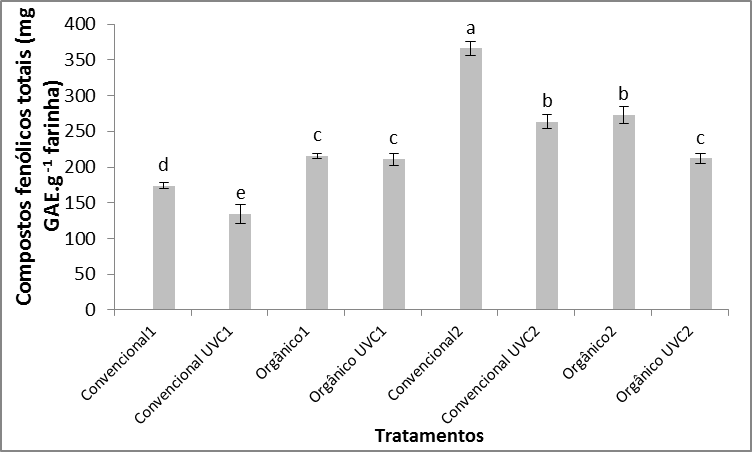 Compostos fenólicos totais (mg
GAE.g⁻¹ farinha)
400
350
300
250
200
150
100
50
0
d
e
c
c
a
b
b
c
Convencional1
Convencional UVC1
Orgânico1
Orgânico UVC1
Convencional2
Convencional UVC2
Orgânico2
Orgânico UVC2
Tratamentos